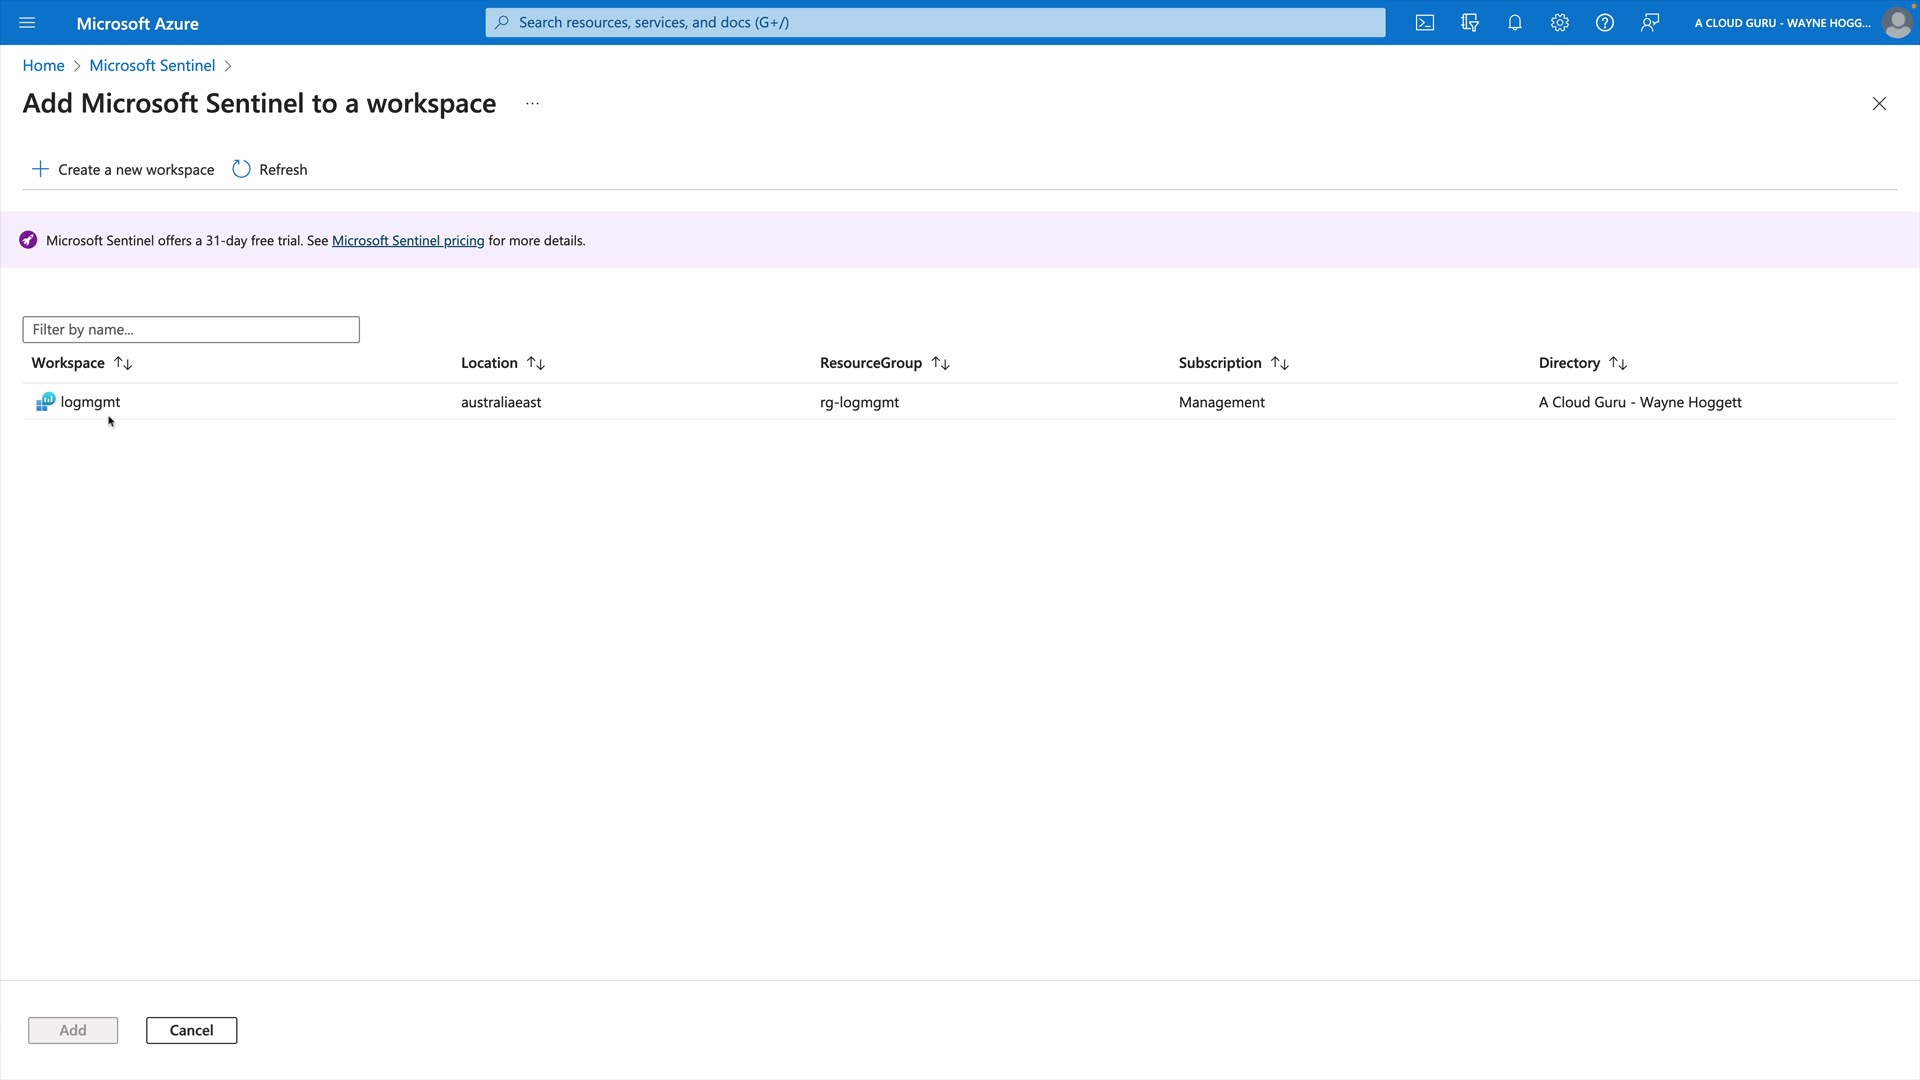 Microsoft Azure
Search resources, services, and docs (G+/)
A CLOUD GURU - WAYNE HOGG...
Home > Microsoft Sentinel >
Add Microsoft Sentinel to a workspace ...
Create a new workspace
Refresh
Microsoft Sentinel offers a 31-day free trial. See Microsoft Sentinel pricing for more details.
Filter by name...
Workspace Location ResourceGroup Subscription Directory
logmgmt australiaeast rg-logmgmt Management A Cloud Guru - Wayne Hoggett
Add
Cancel